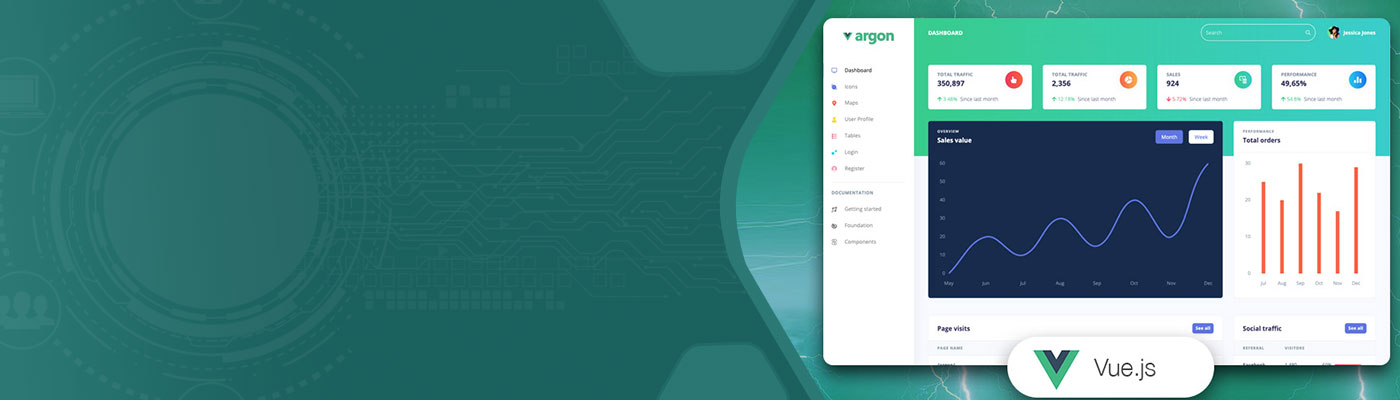 argon
DASHBOARD
Search
Jessica Jones
Dashboard
Icons
Maps
User Profile
Tables
Login
Register
DOCUMENTATION
Getting started
Foundation
Components
TOTAL TRAFFIC
350,897
3.48% Since last month
TOTAL TRAFFIC
2,356
12.18% Since last month
SALES
924
5.72% Since last month
PERFORMANCE
49,65%
54.8% Since last month
OVERVIEW
Sales value
Month Week
60
50
40
30
20
10
0
May Jun Jul Aug Sep Oct Nov Dec
PERFORMANCE
Total orders
30
20
10
0
Jul Aug Sep Oct Nov Dec
Page visits
See all
PAGE NAME
Social traffic
See all
REFERRAL VISITORS
Vue.js